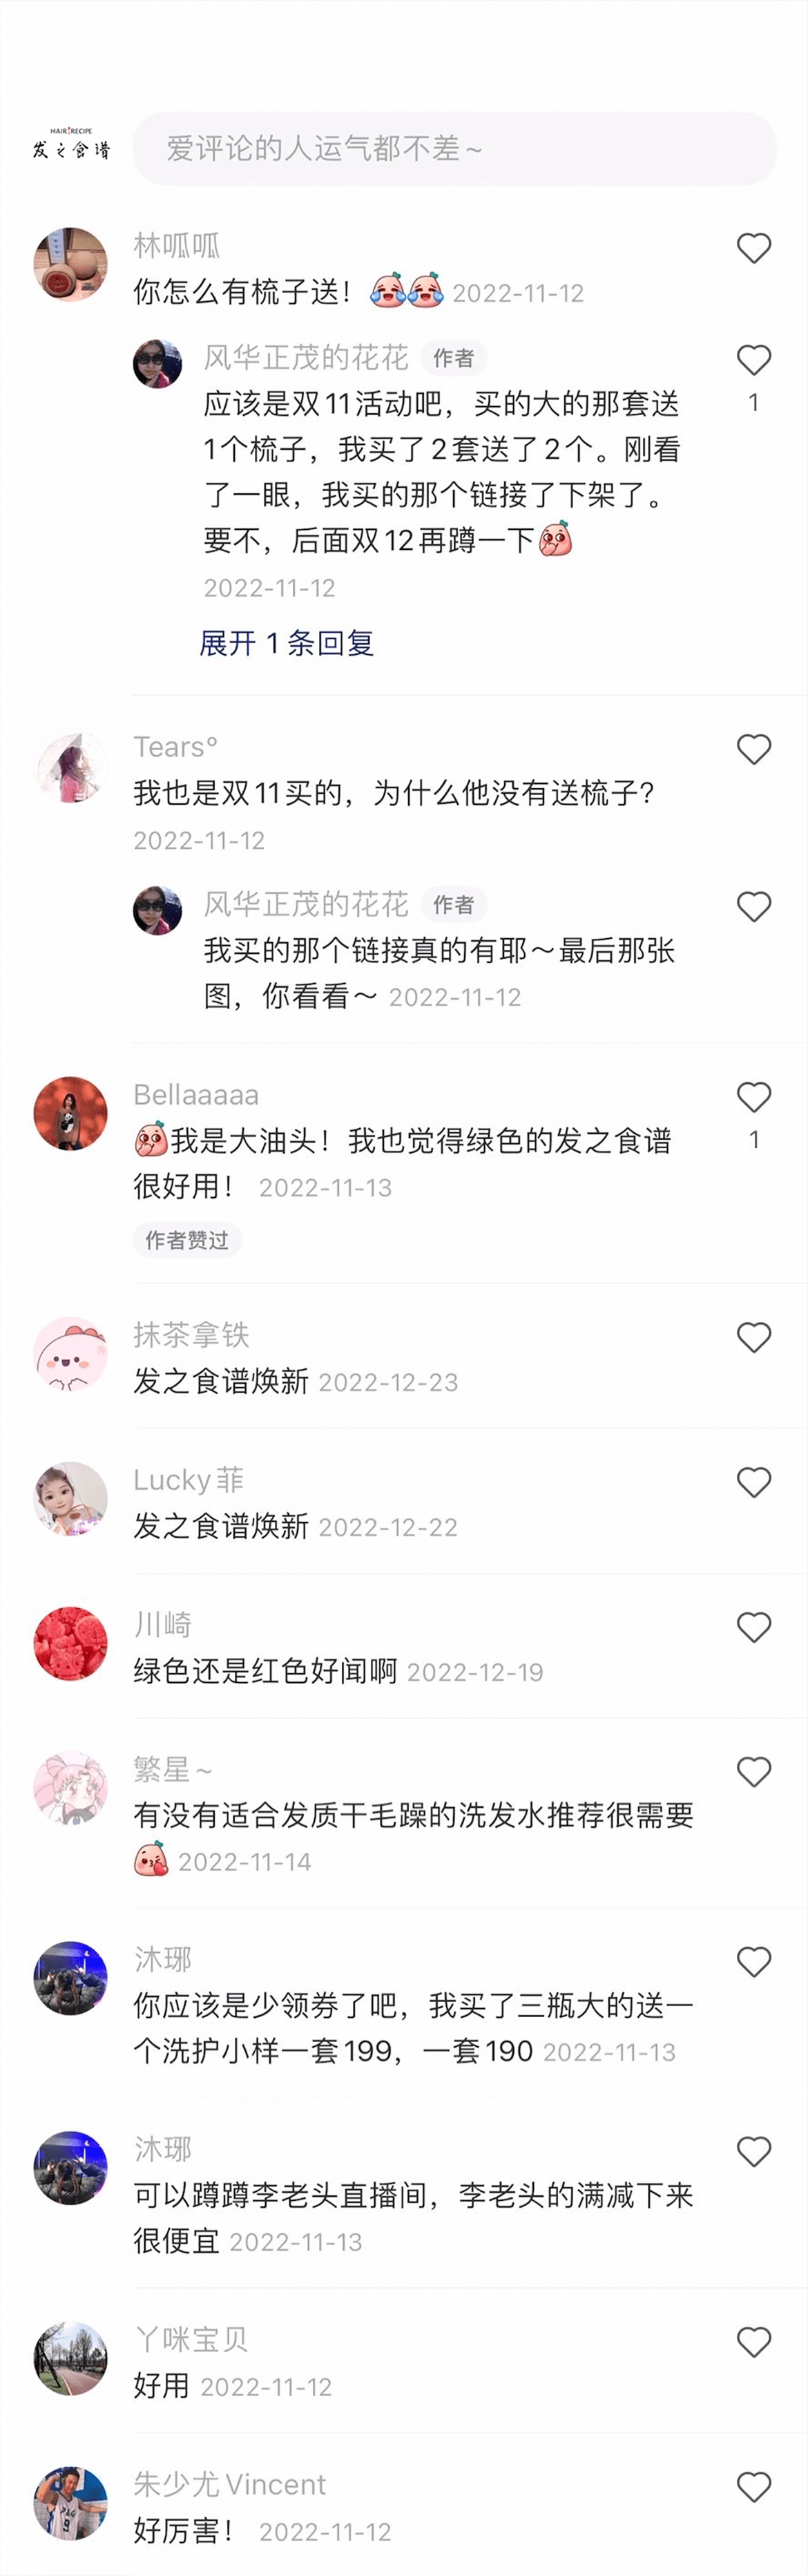 HAIR RECIPE
发之食谱
爱评论的人运气都不差～
林呱呱
你怎么有梳子送！ 2022-11-12
风华正茂的花花 作者
应该是双11活动吧，买的大的那套送
1
1个梳子，我买了2套送了2个。刚看
了一眼，我买的那个链接了下架了。
要不，后面双12再蹲一下
2022-11-12
展开 1 条回复
Tears°
我也是双11买的，为什么他没有送梳子？
2022-11-12
风华正茂的花花 作者
我买的那个链接真的有耶～最后那张
图，你看看～ 2022-11-12
Bellaaaaa
我是大油头！我也觉得绿色的发之食谱
1
很好用！ 2022-11-13
作者赞过
抹茶拿铁
发之食谱焕新 2022-12-23
Lucky菲
发之食谱焕新 2022-12-22
川崎
绿色还是红色好闻啊 2022-12-19
繁星～
有没有适合发质干毛躁的洗发水推荐很需要
2022-11-14
沐琊
你应该是少领券了吧，我买了三瓶大的送一
个洗护小样一套199，一套190 2022-11-13
沐琊
可以蹲蹲李老头直播间，李老头的满减下来
很便宜 2022-11-13
丫咪宝贝
好用 2022-11-12
朱少尤Vincent
好厉害！ 2022-11-12